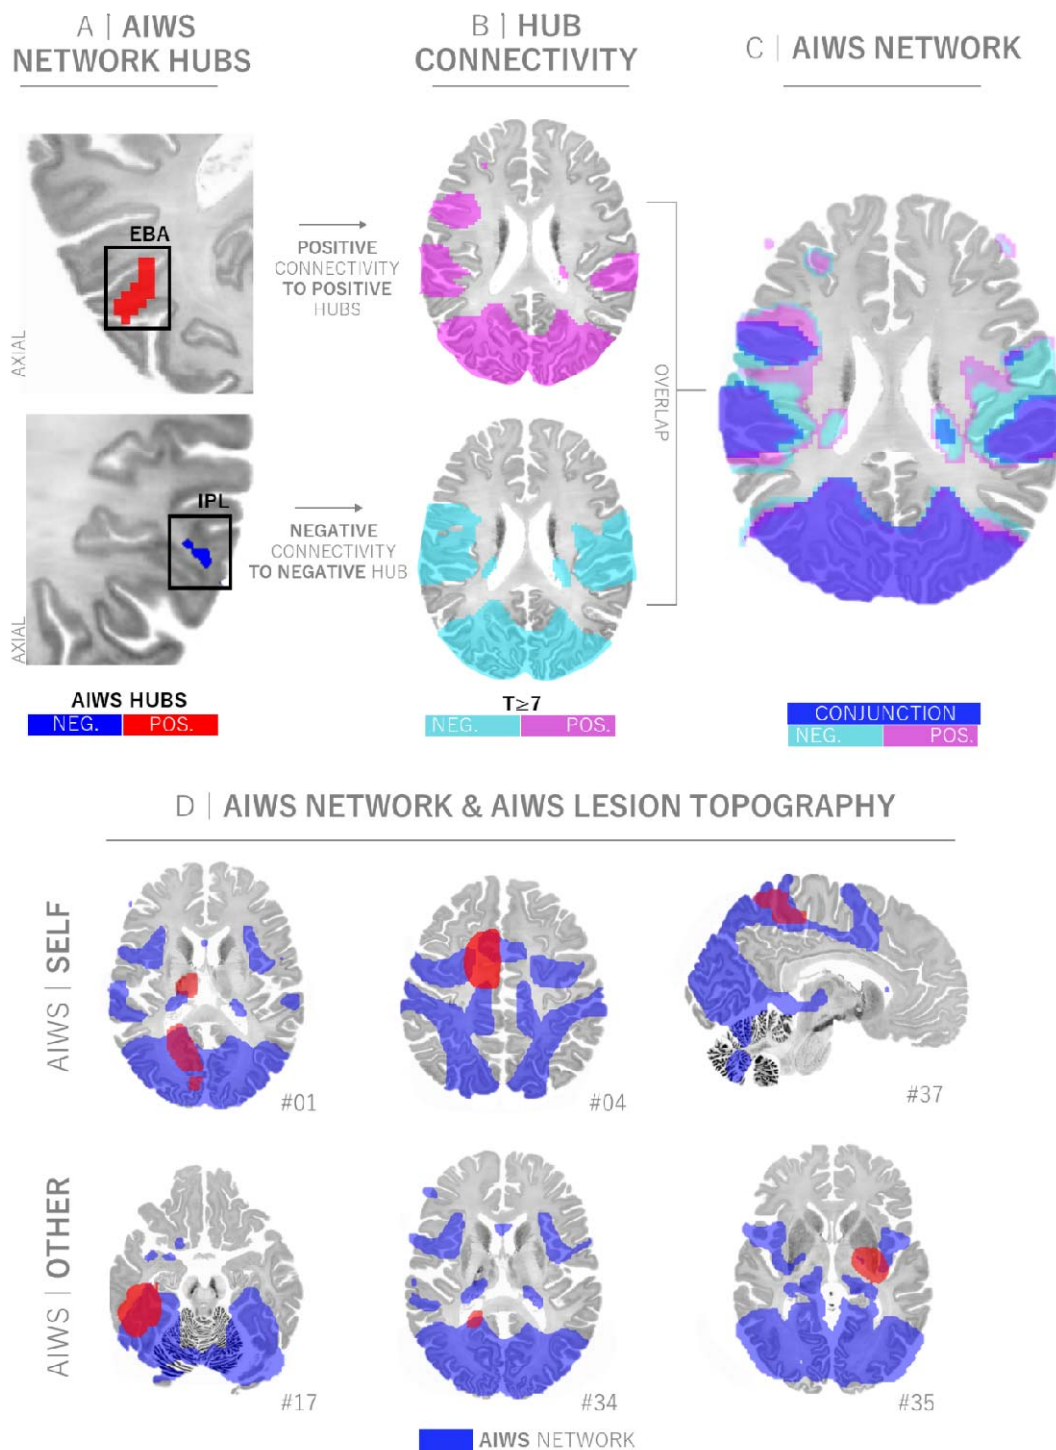 A | AIWS
NETWORK HUBS
B | HUB
CONNECTIVITY
C | AIWS NETWORK
EBA
AXIAL
POSITIVE
CONNECTIVITY
TO POSITIVE
HUBS
OVERLAP
IPL
AXIAL
NEGATIVE
CONNECTIVITY
TO NEGATIVE HUB
AIWS HUBS
NEG. POS.
T≥7
NEG. POS.
CONJUNCTION
NEG. POS.
D | AIWS NETWORK & AIWS LESION TOPOGRAPHY
AIWS | SELF
#01
#04
#37
AIWS | OTHER
#17
#34
#35
AIWS NETWORK